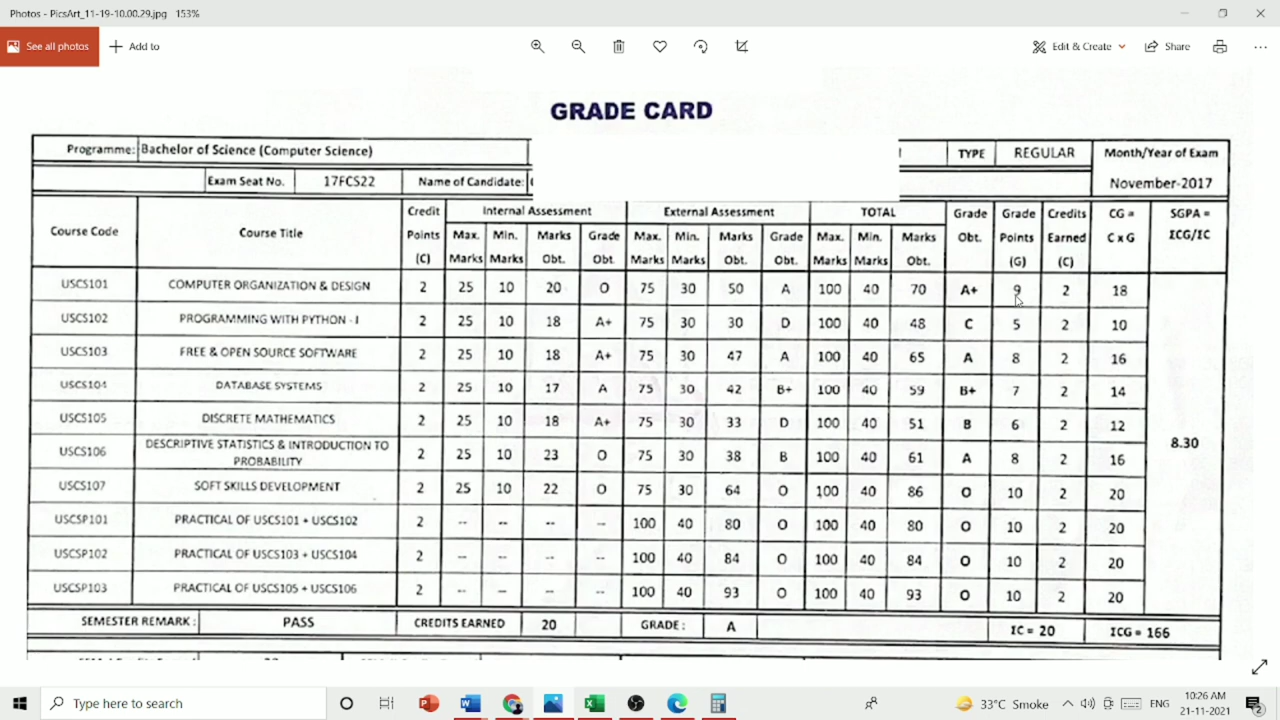 Photos - PicsArt_11-19-10.00.29.jpg 153%
See all photos + Add to Edit & Create Share
GRADE CARD
Programme: Bachelor of Science (Computer Science) TYPE REGULAR Month/Year of Exam
Exam Seat No. 17FCS22 Name of Candidate: November-2017
Course Code Course Title Credit Points (C) Internal Assessment External Assessment TOTAL Grade Obt. Grade Points (G) Credits Earned (C) CG = C x G SGPA = ΣCG/ΣC
Max. Marks Min. Marks Marks Obt. Grade Obt. Max. Marks Min. Marks Marks Obt. Grade Obt. Max. Marks Min. Marks Marks Obt.
USCS101 COMPUTER ORGANIZATION & DESIGN 2 25 10 20 O 75 30 50 A 100 40 70 A+ 9 2 18
USCS102 PROGRAMMING WITH PYTHON - I 2 25 10 18 A+ 75 30 30 D 100 40 48 C 5 2 10
USCS103 FREE & OPEN SOURCE SOFTWARE 2 25 10 18 A+ 75 30 47 A 100 40 65 A 8 2 16
USCS104 DATABASE SYSTEMS 2 25 10 17 A 75 30 42 B+ 100 40 59 B+ 7 2 14
USCS105 DISCRETE MATHEMATICS 2 25 10 18 A+ 75 30 33 D 100 40 51 B 6 2 12
USCS106 DESCRIPTIVE STATISTICS & INTRODUCTION TO PROBABILITY 2 25 10 23 O 75 30 38 B 100 40 61 A 8 2 16
8.30
USCS107 SOFT SKILLS DEVELOPMENT 2 25 10 22 O 75 30 64 O 100 40 86 O 10 2 20
USCSP101 PRACTICAL OF USCS101 + USCS102 2 -- -- -- -- 100 40 80 O 100 40 80 O 10 2 20
USCSP102 PRACTICAL OF USCS103 + USCS104 2 -- -- -- -- 100 40 84 O 100 40 84 O 10 2 20
USCSP103 PRACTICAL OF USCS105 + USCS106 2 -- -- -- -- 100 40 93 O 100 40 93 O 10 2 20
SEMESTER REMARK : PASS CREDITS EARNED 20 GRADE : A ΣC = 20 ΣCG = 166
Type here to search 33°C Smoke ENG 10:26 AM
21-11-2021 2